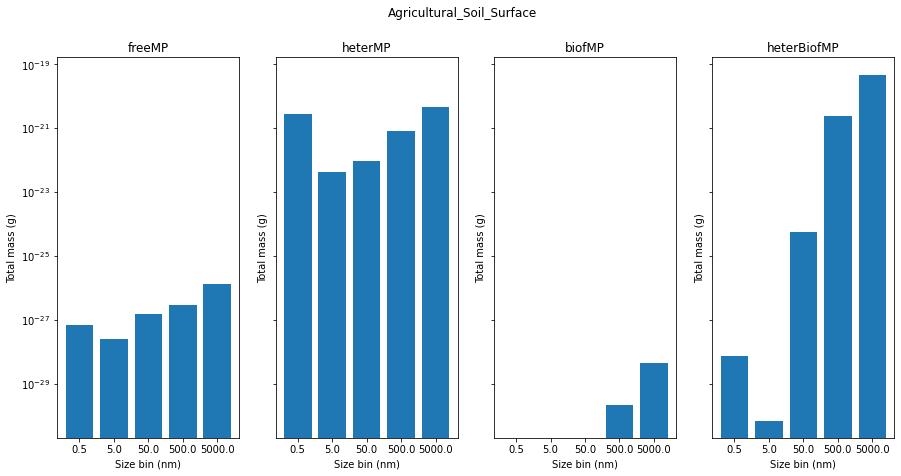 Agricultural_Soil_Surface
freeMP
heterMP
biofMP
heterBiofMP
10⁻¹⁹
10⁻²¹
10⁻²³
10⁻²⁵
10⁻²⁷
10⁻²⁹
Total mass (g)
Total mass (g)
Total mass (g)
Total mass (g)
0.5 5.0 50.0 500.0 5000.0
0.5 5.0 50.0 500.0 5000.0
0.5 5.0 50.0 500.0 5000.0
0.5 5.0 50.0 500.0 5000.0
Size bin (nm)
Size bin (nm)
Size bin (nm)
Size bin (nm)